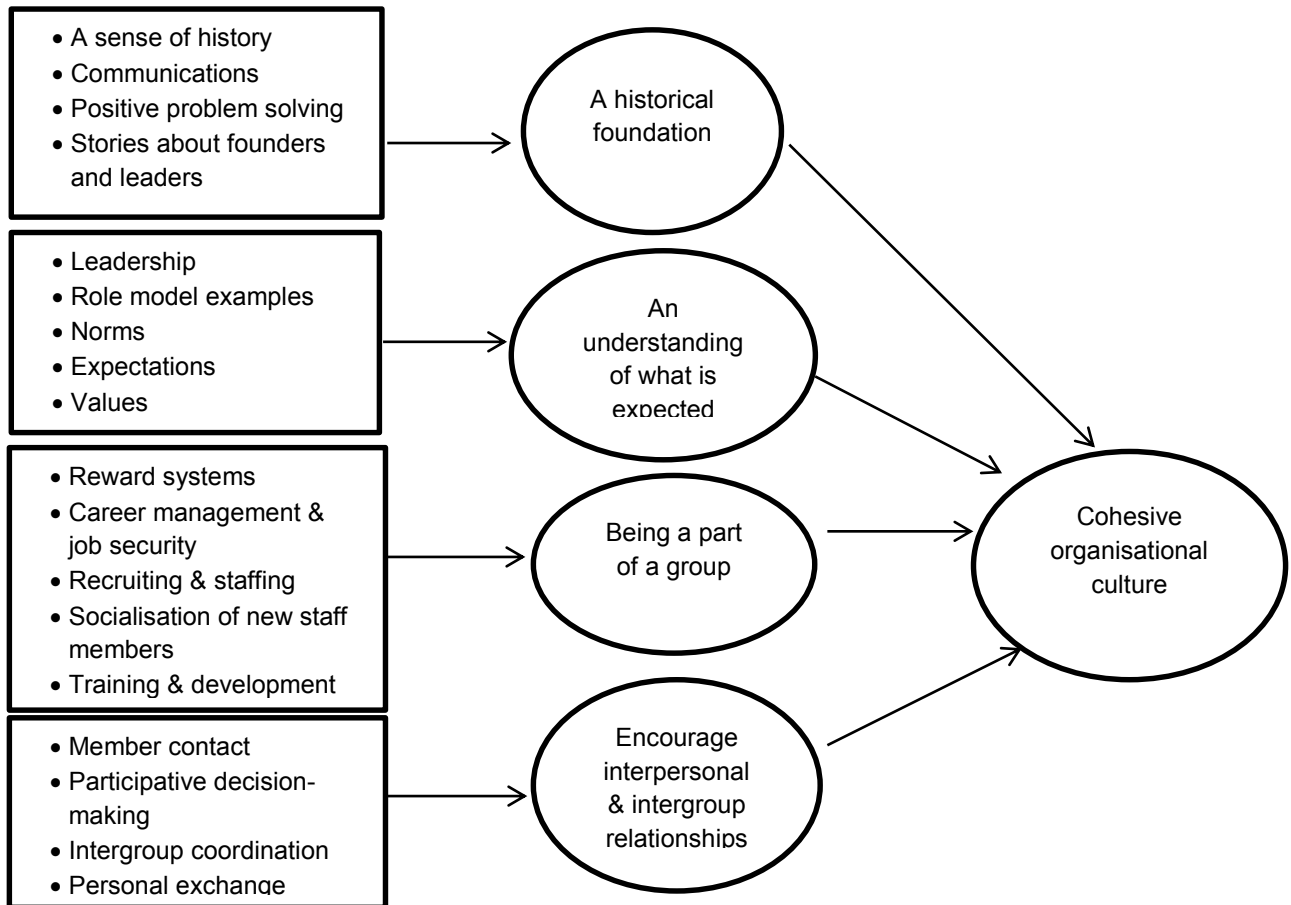 • A sense of history
• Communications
• Positive problem solving
• Stories about founders
and leaders
A historical
foundation
• Leadership
• Role model examples
• Norms
• Expectations
• Values
An
understanding
of what is
expected
• Reward systems
• Career management &
job security
• Recruiting & staffing
• Socialisation of new staff
members
• Training & development
Being a part
of a group
• Member contact
• Participative decision-
making
• Intergroup coordination
• Personal exchange
Encourage
interpersonal
& intergroup
relationships
Cohesive
organisational
culture